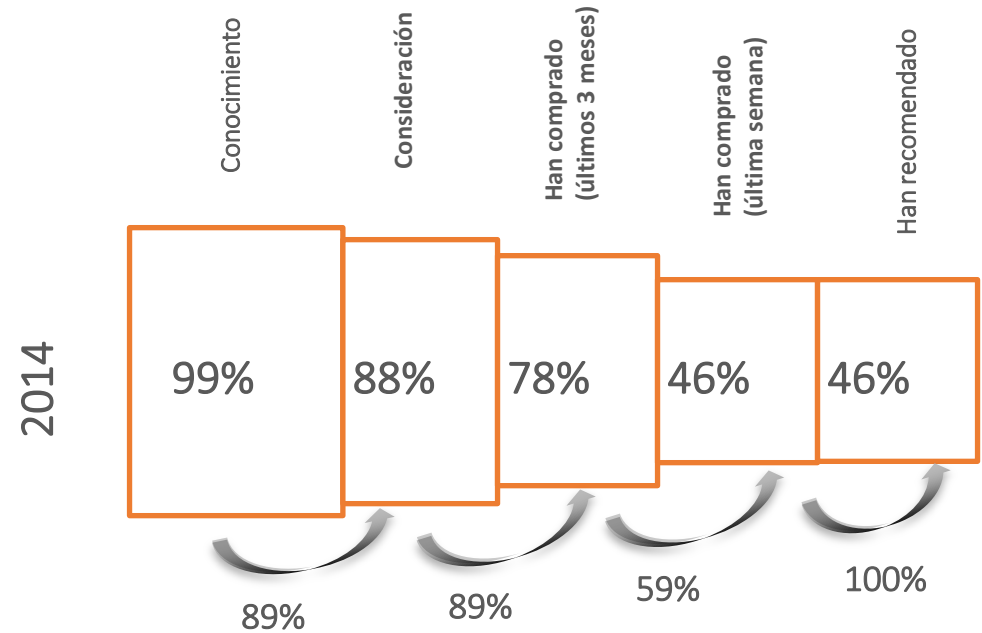 Conocimiento
Consideración
Han comprado
(últimos 3 meses)
Han comprado
(última semana)
Han recomendado
2014
99%
88%
78%
46%
46%
89%
89%
59%
100%